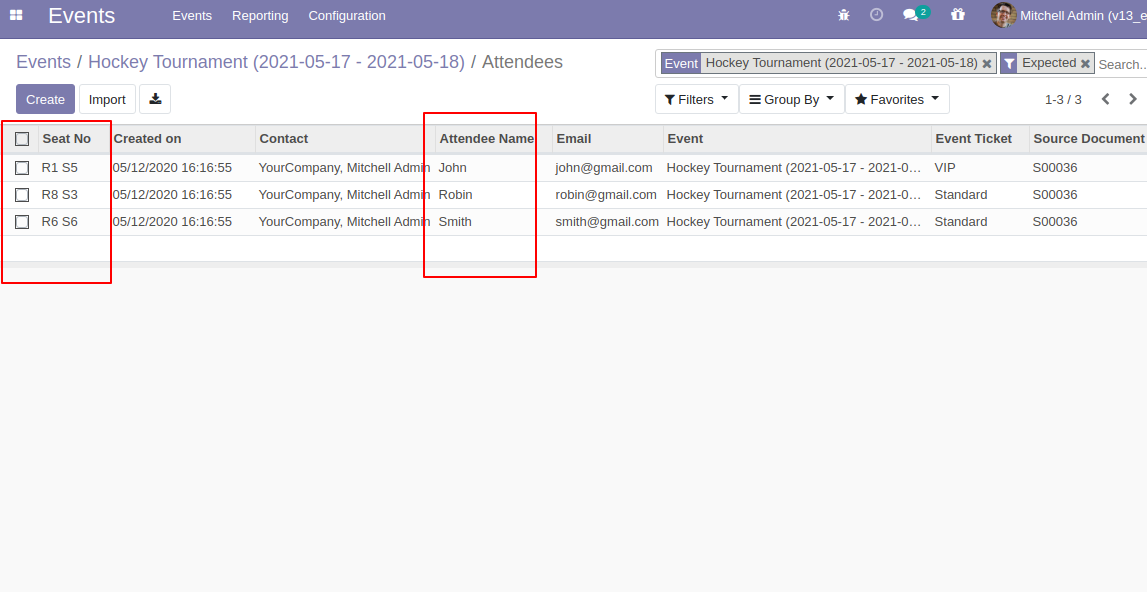 Events Events Reporting Configuration 2 Mitchell Admin (v13_e
Events / Hockey Tournament (2021-05-17 - 2021-05-18) / Attendees Event Hockey Tournament (2021-05-17 - 2021-05-18) Expected Search...
Create Import Filters Group By Favorites 1-3 / 3
Seat No Created on Contact Attendee Name Email Event Event Ticket Source Document
R1 S5 05/12/2020 16:16:55 YourCompany, Mitchell Admin John john@gmail.com Hockey Tournament (2021-05-17 - 2021-0... VIP S00036
R8 S3 05/12/2020 16:16:55 YourCompany, Mitchell Admin Robin robin@gmail.com Hockey Tournament (2021-05-17 - 2021-0... Standard S00036
R6 S6 05/12/2020 16:16:55 YourCompany, Mitchell Admin Smith smith@gmail.com Hockey Tournament (2021-05-17 - 2021-0... Standard S00036